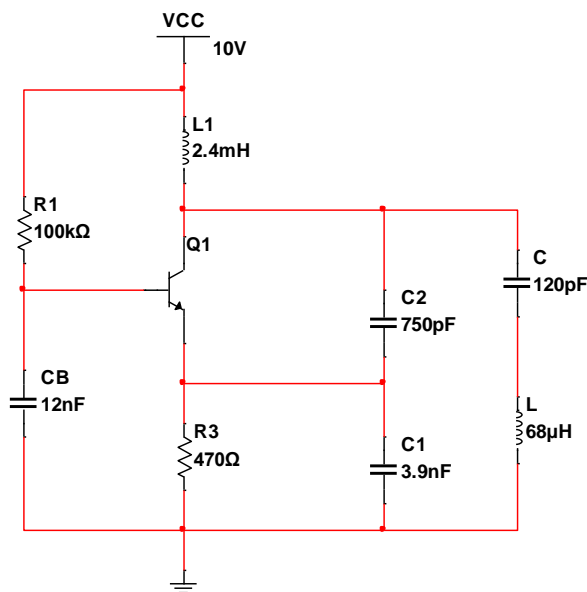 VCC
10V
L1
2.4mH
R1
100kΩ
Q1
C
120pF
C2
750pF
CB
12nF
L
68µH
R3
470Ω
C1
3.9nF